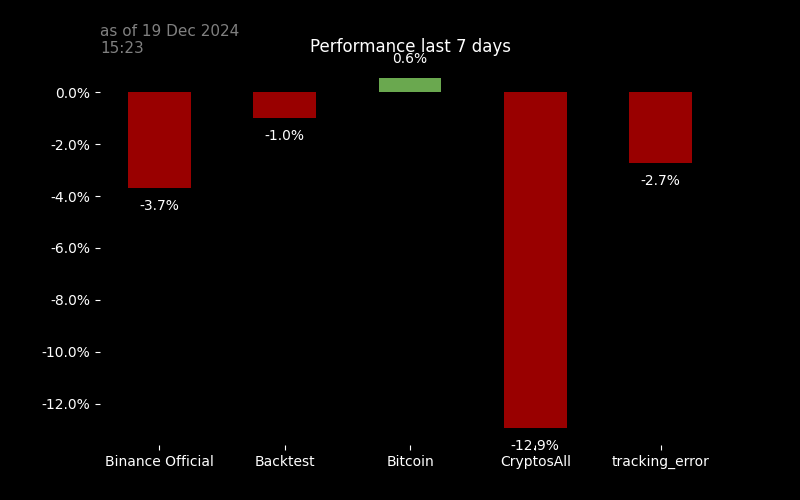 as of 19 Dec 2024
15:23
Performance last 7 days
0.6%
0.0%
-1.0%
-2.0%
-2.7%
-3.7%
-4.0%
-6.0%
-8.0%
-10.0%
-12.0%
-12.9%
Binance Official
Backtest
Bitcoin
CryptosAll
tracking_error